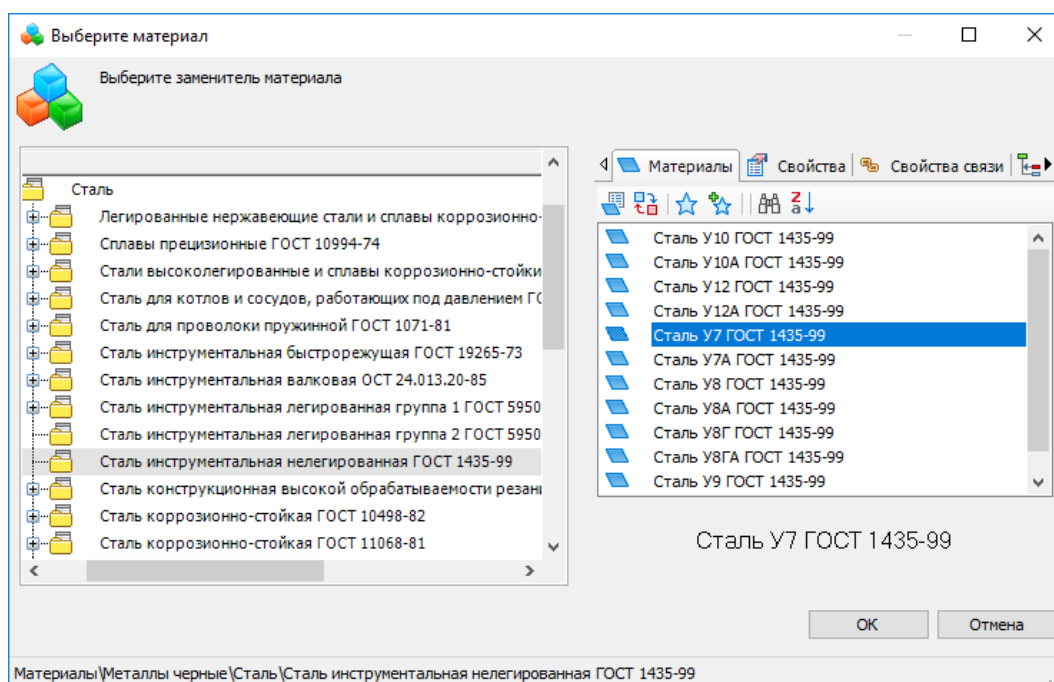 Выберите материал
Выберите заменитель материала
Сталь
Легированные нержавеющие стали и сплавы коррозионно-
Сплавы прецизионные ГОСТ 10994-74
Стали высоколегированные и сплавы коррозионно-стойки
Сталь для котлов и сосудов, работающих под давлением ГО
Сталь для проволоки пружинной ГОСТ 1071-81
Сталь инструментальная быстрорежущая ГОСТ 19265-73
Сталь инструментальная валковая ОСТ 24.013.20-85
Сталь инструментальная легированная группа 1 ГОСТ 5950
Сталь инструментальная легированная группа 2 ГОСТ 5950
Сталь инструментальная нелегированная ГОСТ 1435-99
Сталь конструкционная высокой обрабатываемости резани
Сталь коррозионно-стойкая ГОСТ 10498-82
Сталь коррозионно-стойкая ГОСТ 11068-81
Материалы Свойства Свойства связи
Сталь У10 ГОСТ 1435-99
Сталь У10А ГОСТ 1435-99
Сталь У12 ГОСТ 1435-99
Сталь У12А ГОСТ 1435-99
Сталь У7 ГОСТ 1435-99
Сталь У7А ГОСТ 1435-99
Сталь У8 ГОСТ 1435-99
Сталь У8А ГОСТ 1435-99
Сталь У8Г ГОСТ 1435-99
Сталь У8ГА ГОСТ 1435-99
Сталь У9 ГОСТ 1435-99
Сталь У7 ГОСТ 1435-99
ОК Отмена
Материалы\Металлы черные\Сталь\Сталь инструментальная нелегированная ГОСТ 1435-99